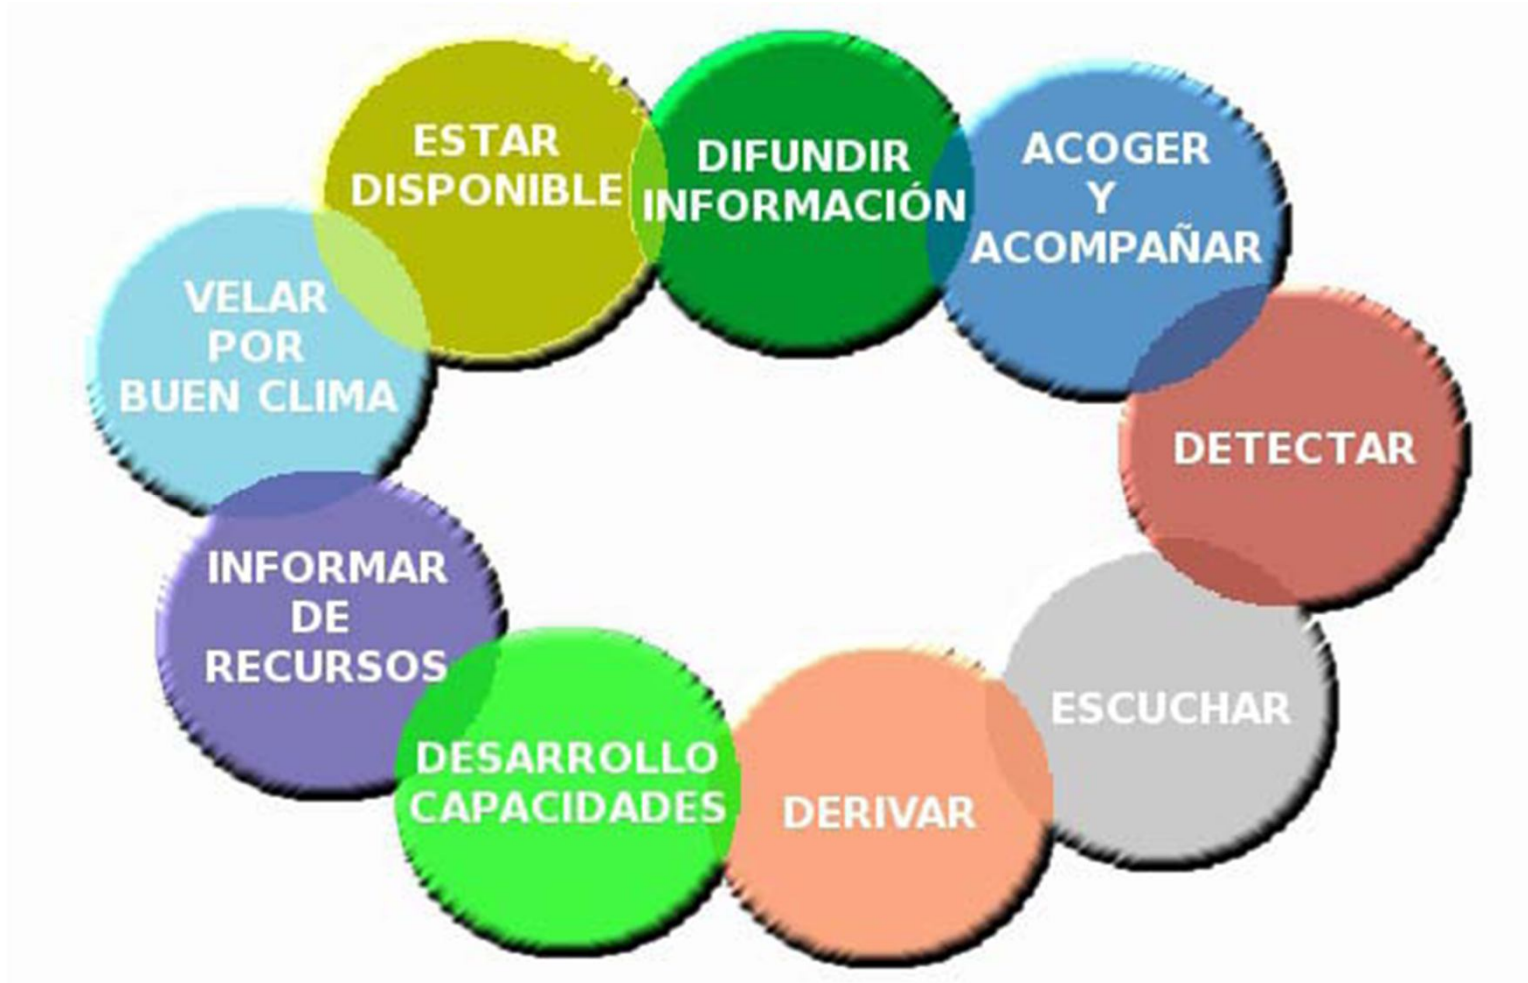 ESTAR
DISPONIBLE
DIFUNDIR
INFORMACIÓN
ACOGER
Y
ACOMPAÑAR
DETECTAR
ESCUCHAR
DERIVAR
DESARROLLO
CAPACIDADES
INFORMAR
DE
RECURSOS
VELAR
POR
BUEN CLIMA